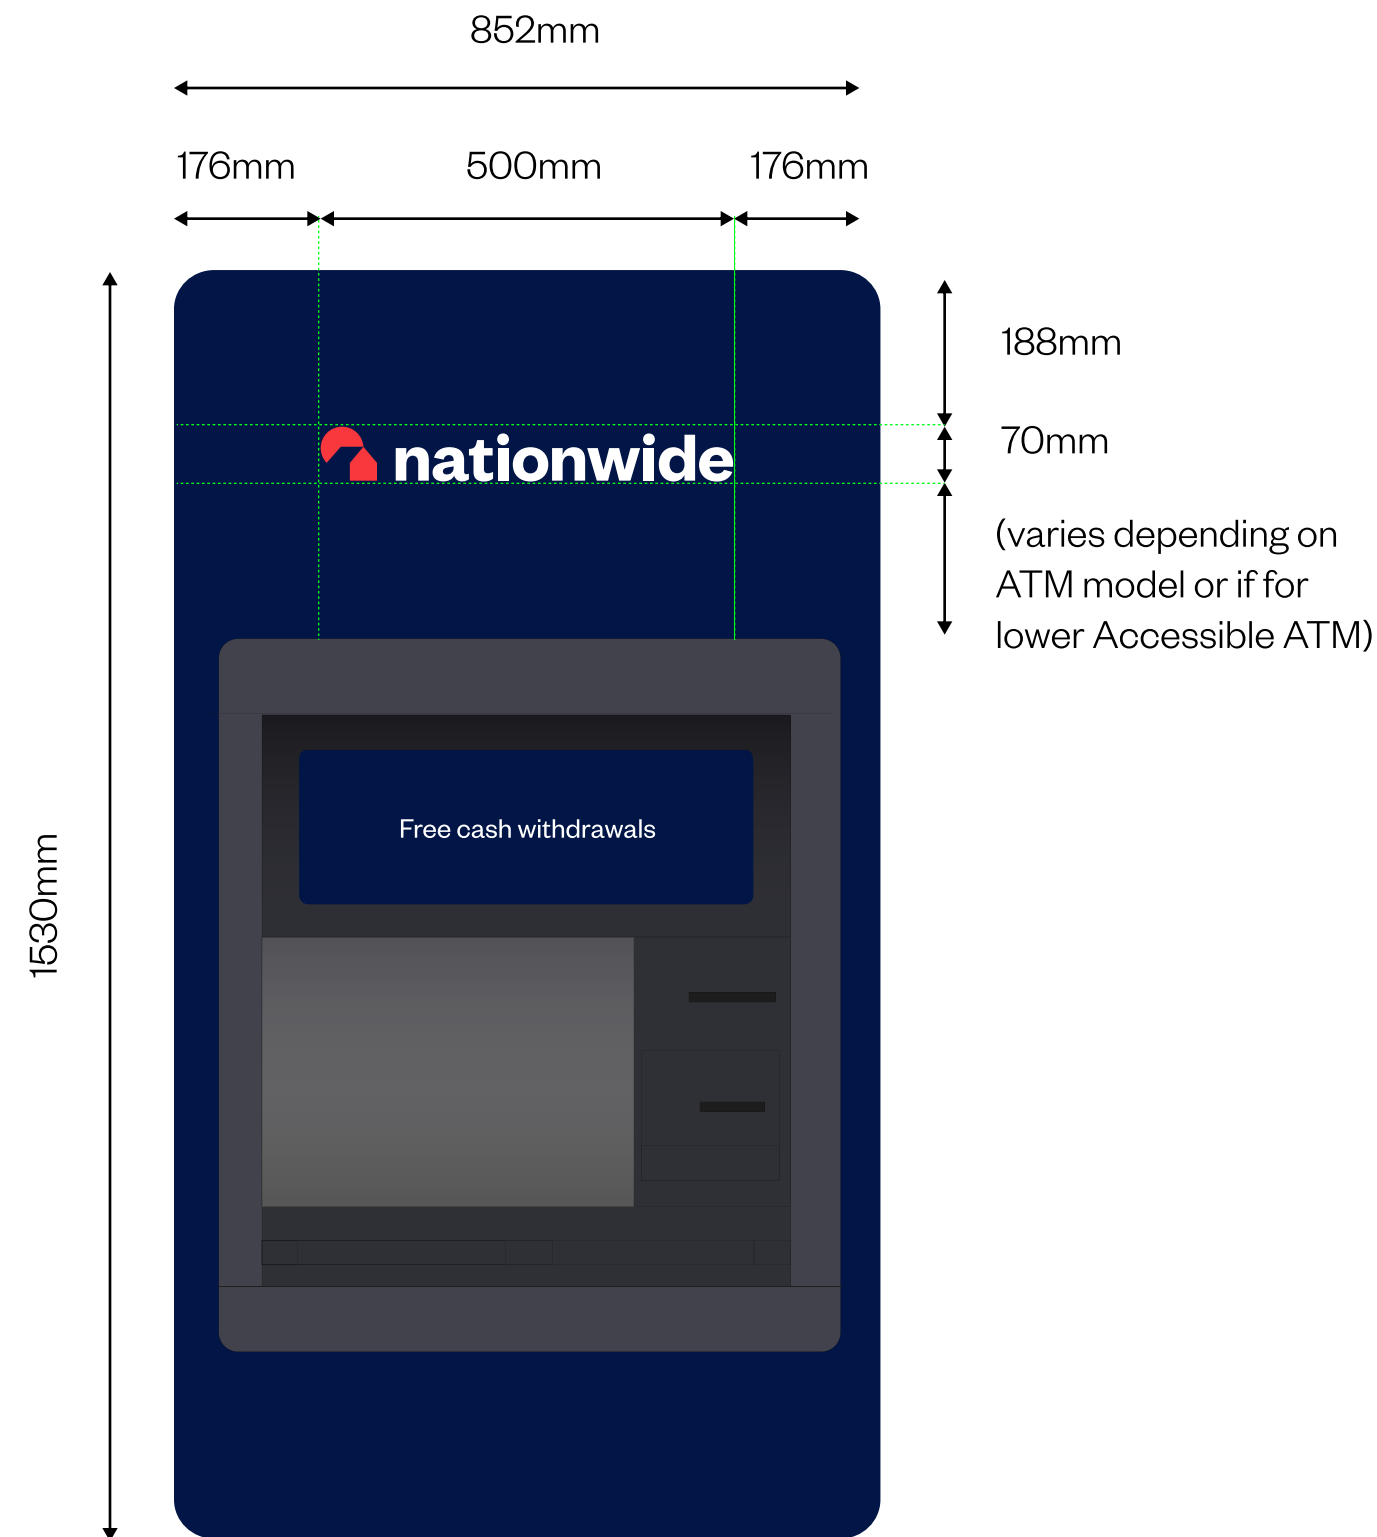 852mm
176mm
500mm
176mm
188mm
nationwide
70mm
(varies depending on
ATM model or if for
lower Accessible ATM)
Free cash withdrawals
1530mm